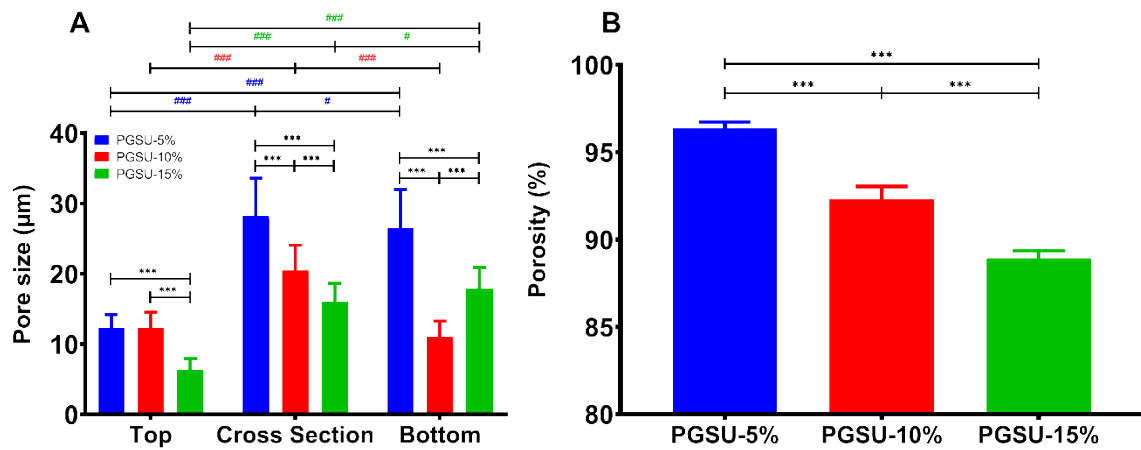 A
###
###
#
###
###
###
###
#
40
30
20
10
0
Pore size (µm)
PGSU-5%
PGSU-10%
PGSU-15%
***
***
***
***
***
***
***
***
Top
Cross Section
Bottom
B
100
95
90
85
80
Porosity (%)
***
***
***
PGSU-5%
PGSU-10%
PGSU-15%